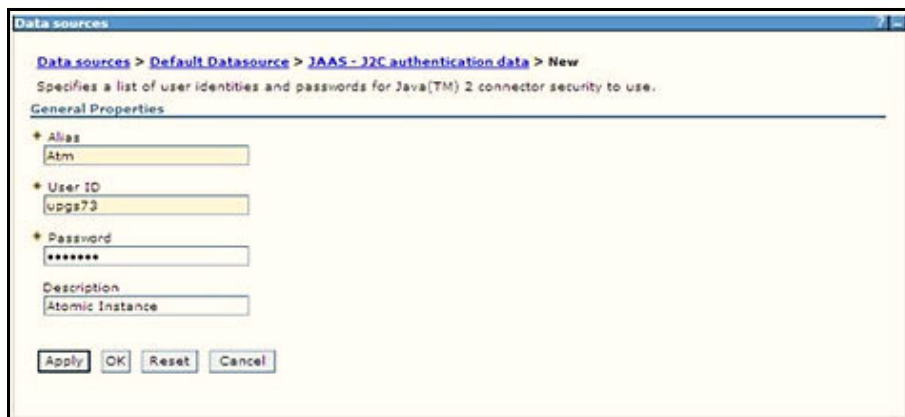 Data sources ? –
Data sources > Default Datasource > JAAS - J2C authentication data > New
Specifies a list of user identities and passwords for Java(TM) 2 connector security to use.
General Properties
Alias
Atm
User ID
upgs73
Password
•••••••
Description
Atomic Instance
Apply OK Reset Cancel